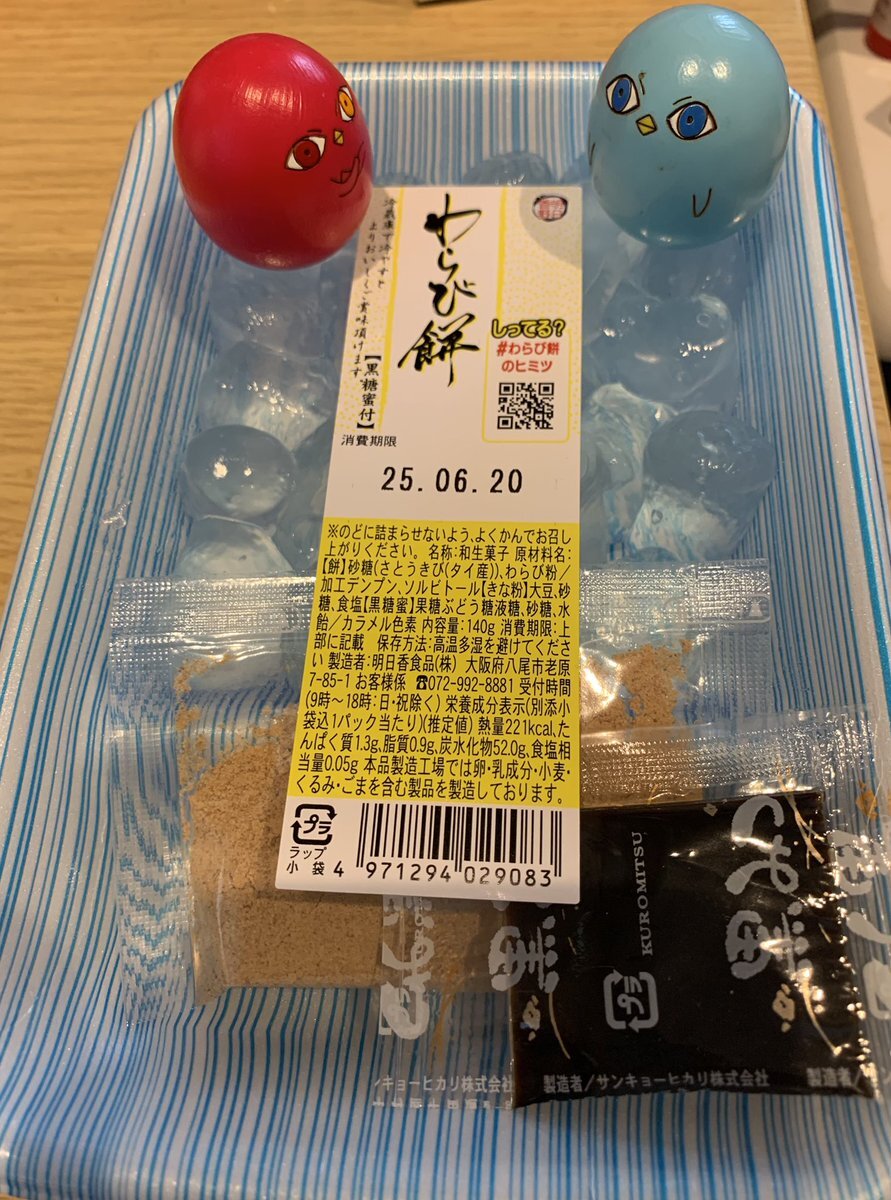 わらび餅
冷蔵庫で冷やすと
よりおいしくご賞味頂けます
【黒糖蜜付】
しってる?
#わらび餅
のヒミツ
消費期限
25.06.20
※のどに詰まらせないよう、よくかんでお召し
上がりください。 名称:和生菓子 原材料名:
【餅】砂糖(さとうきび(タイ産))、わらび粉/
加工デンプン、ソルビトール【きな粉】大豆、砂
糖、食塩【黒糖蜜】果糖ぶどう糖液糖、砂糖、水
飴/カラメル色素 内容量:140g 消費期限:上
部に記載 保存方法:高温多湿を避けてくださ
い 製造者:明日香食品(株) 大阪府八尾市老原
7-85-1 お客様係 ☎072-992-8881 受付時間
(9時〜18時:日・祝除く) 栄養成分表示(別添小
袋込1パック当たり)(推定値) 熱量221kcal、た
んぱく質1.3g、脂質0.9g、炭水化物52.0g、食塩相
当量0.05g 本品製造工場では卵・乳成分・小麦・
くるみ・ごまを含む製品を製造しております。
プラ
ラップ
小袋
4 971294 029083
KUROMITSU
プラ
製造者/サンキョーヒカリ株式会社
ンキョーヒカリ株式会社
製造者/